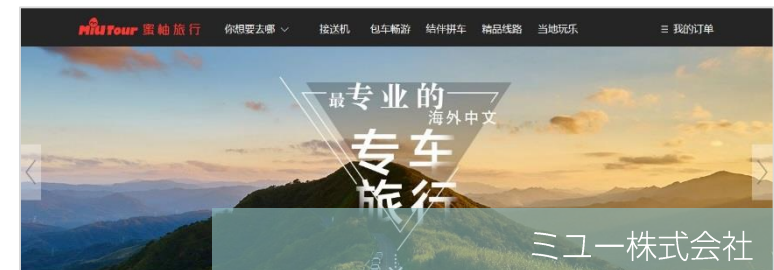 MiUTour 蜜柚旅行 你想要去哪 接送机 包车畅游 结伴拼车 精品线路 当地玩乐 三 我的订单
最专业的
海外中文
专车
旅行
ミユー株式会社